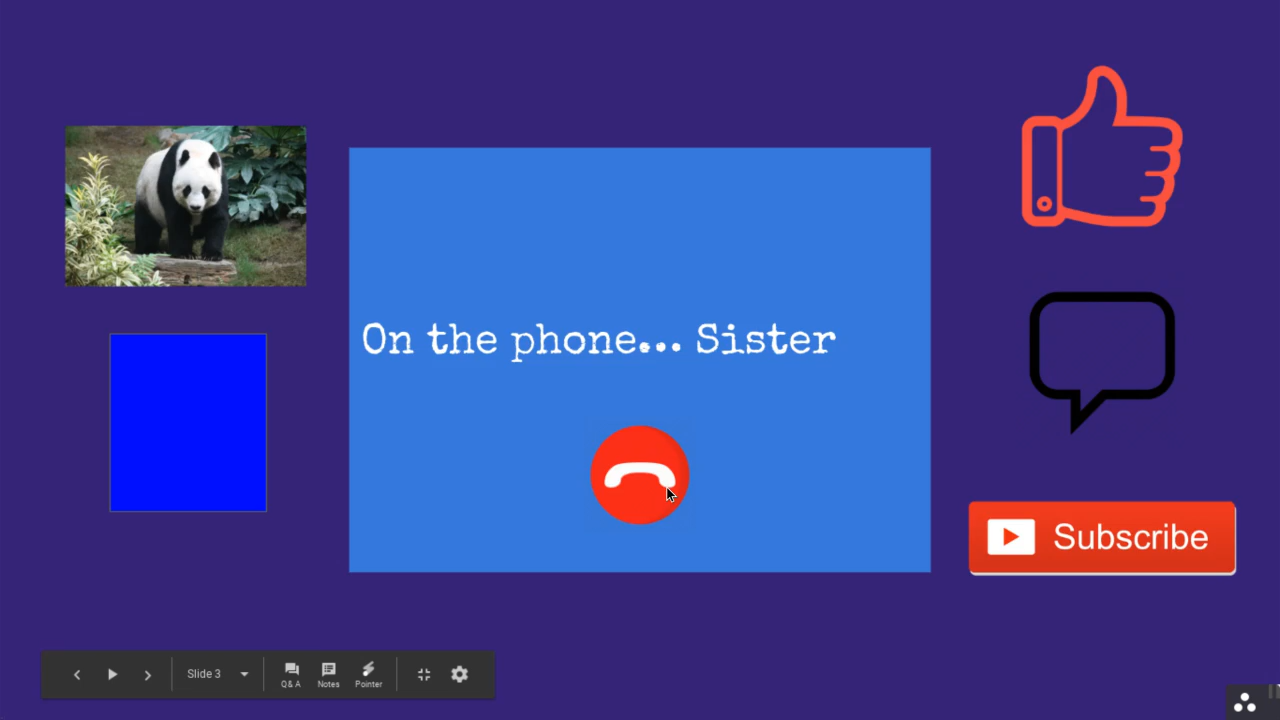 On the phone... Sister
Subscribe
Slide 3
Q & A
Notes
Pointer